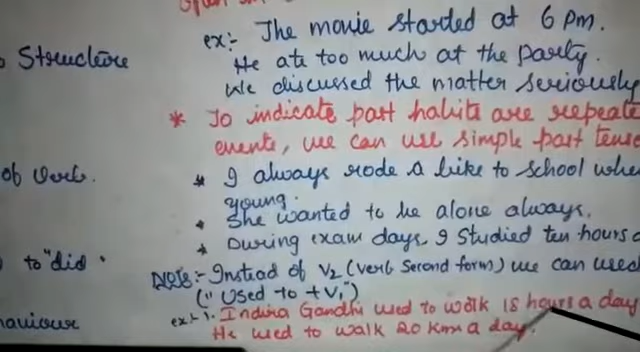 ex:- The movie started at 6 pm.
Structure
He ate too much at the party.
We discussed the matter seriously
* To indicate past habits are repeate
events, we can use simple past tense
of Verb.
* I always rode a bike to school when
young.
* She wanted to be alone always.
* During exam days, I studied ten hours a
to "did"
Note:- Instead of V2 (verb second form) we can used
("Used to + V1")
ex:- 1. Indira Gandhi used to work 18 hours a day
haviour
He used to walk 20 km a day.